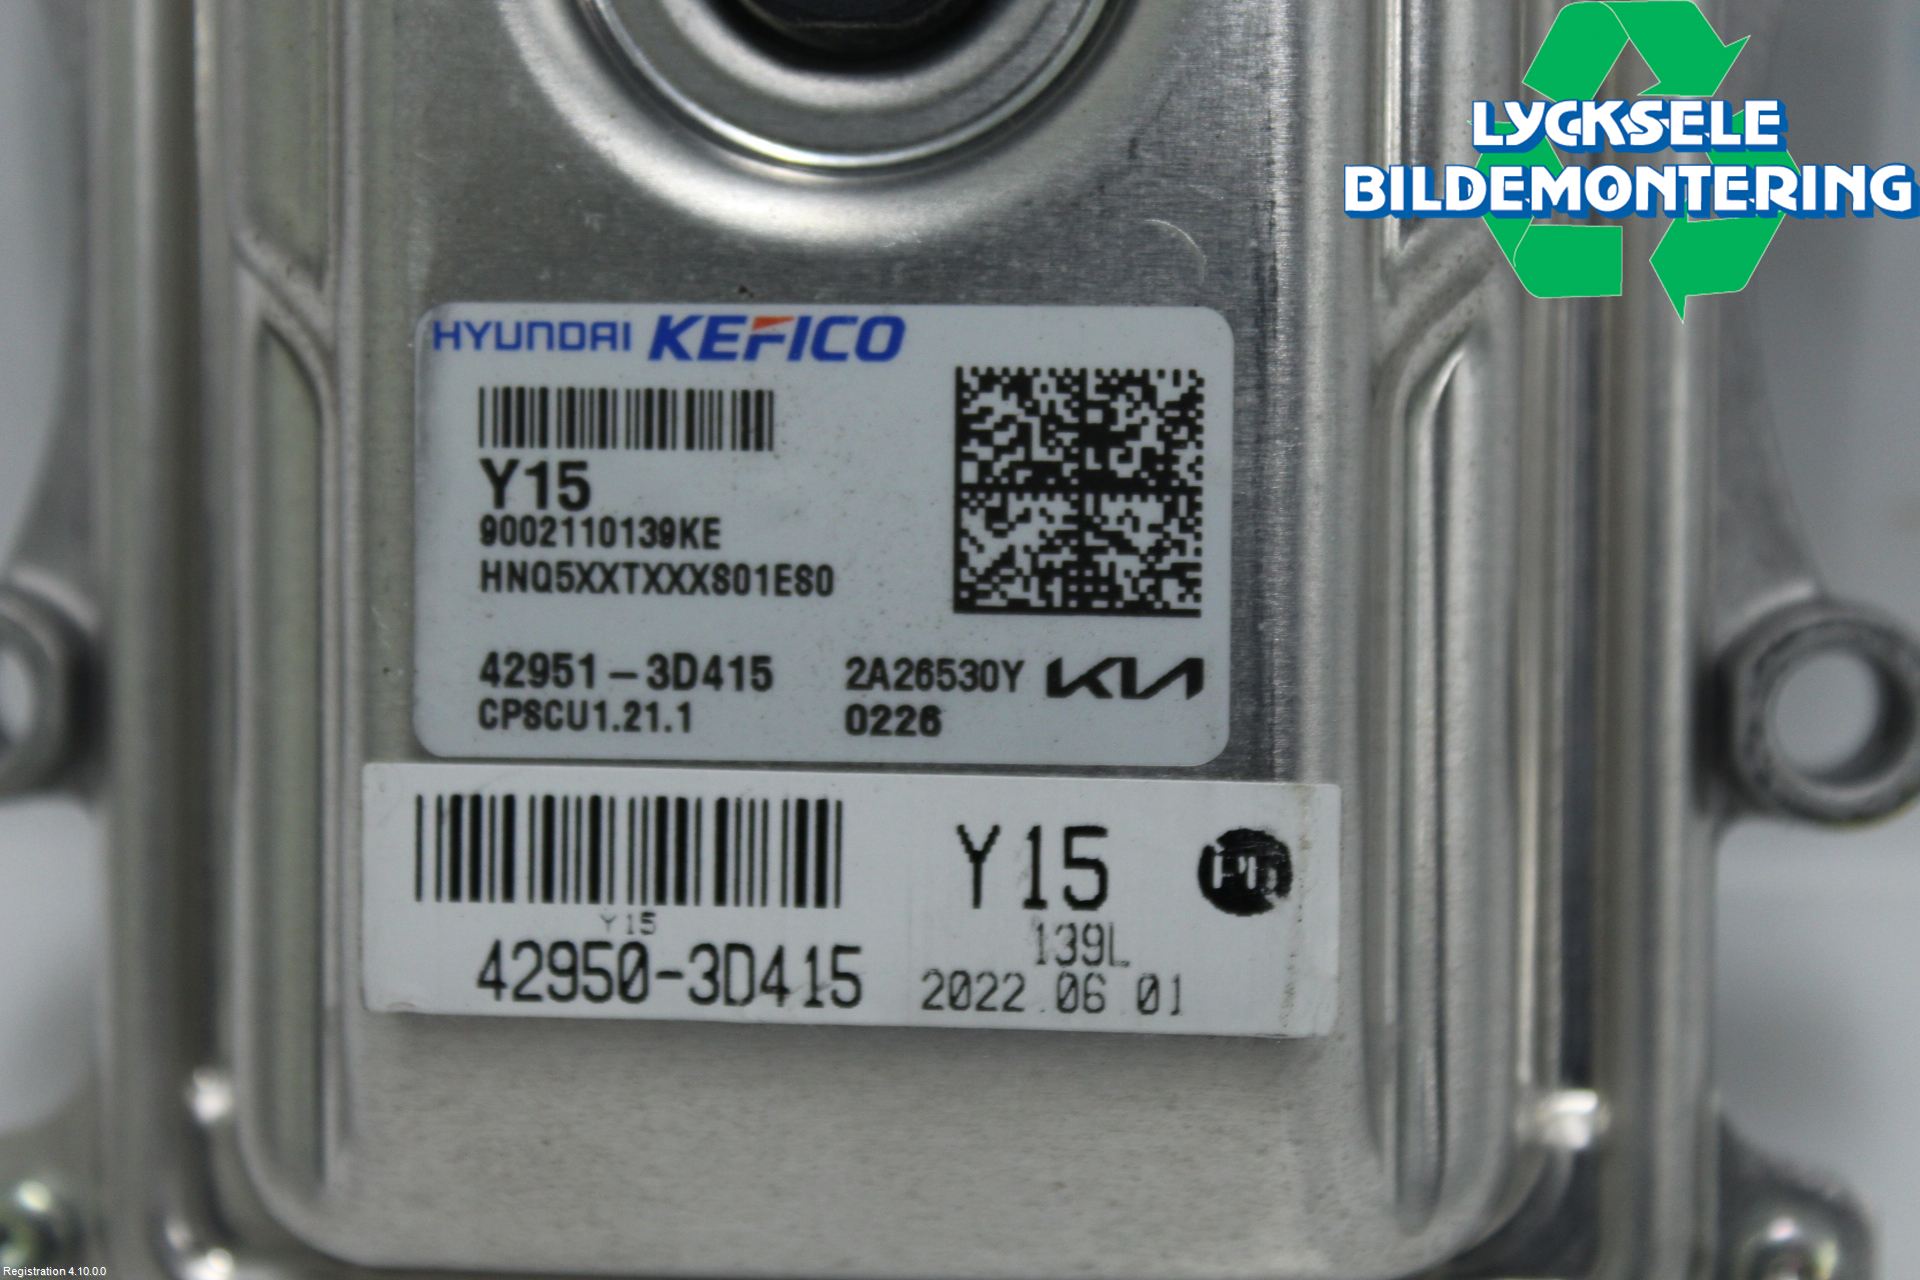 LYCKSELE
BILDEMONTERING
HYUNDAI KEFICO
Y15
9002110139KE
HNQ5XXTXXXS01ES0
42951-3D415 2A26530Y KIA
CPSCU1.21.1 0226
Y15
Y15
139L
42950-3D415 2022.06 01
Registration 4.10.0.0